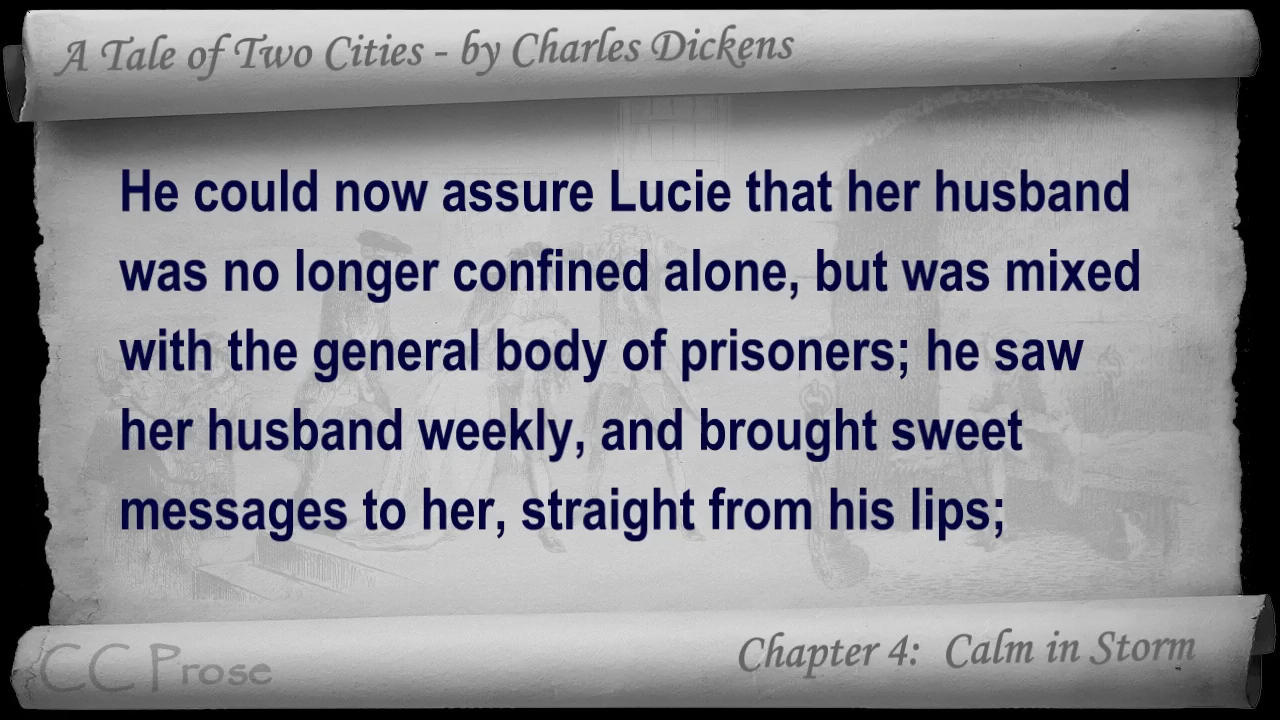 A Tale of Two Cities - by Charles Dickens
He could now assure Lucie that her husband
was no longer confined alone, but was mixed
with the general body of prisoners; he saw
her husband weekly, and brought sweet
messages to her, straight from his lips;
CC Prose
Chapter 4: Calm in Storm